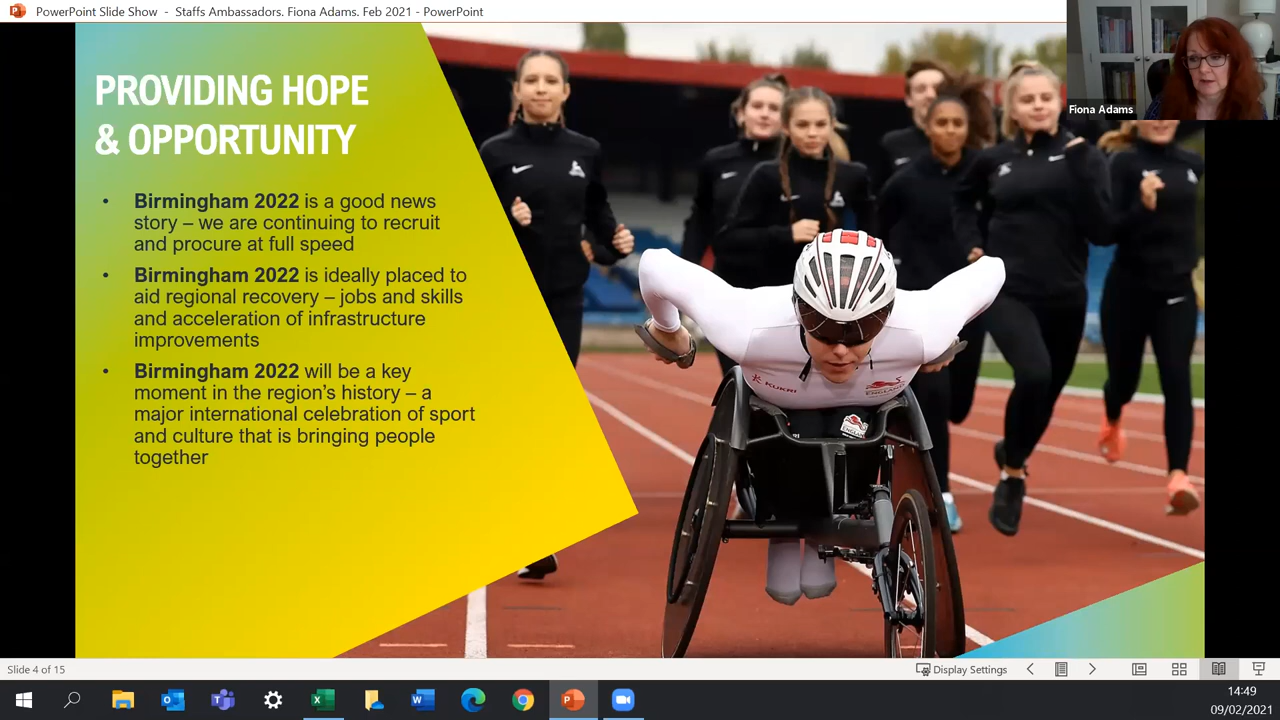 PowerPoint Slide Show - Staffs Ambassadors. Fiona Adams. Feb 2021 - PowerPoint
Fiona Adams
PROVIDING HOPE
& OPPORTUNITY
• Birmingham 2022 is a good news
story – we are continuing to recruit
and procure at full speed
• Birmingham 2022 is ideally placed to
aid regional recovery – jobs and skills
and acceleration of infrastructure
improvements
• Birmingham 2022 will be a key
moment in the region's history – a
major international celebration of sport
and culture that is bringing people
together
KUKRI
ENGLAND
Slide 4 of 15
Display Settings
14:49
09/02/2021